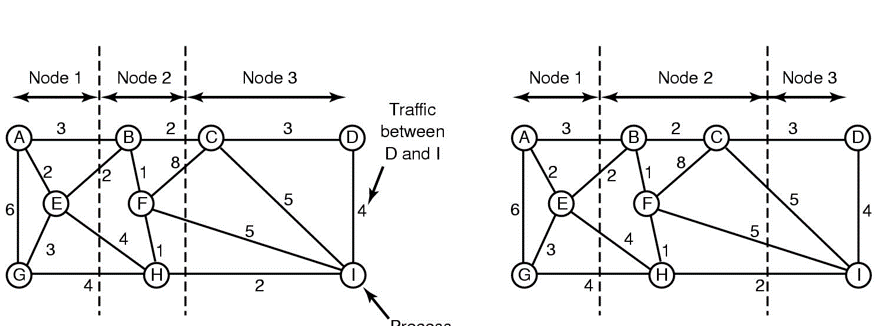 Node 1 Node 2 Node 3
Traffic
between
D and I
A 3 B 2 C 3 D
2 2 1 8
6 E F 5 4
3 4 1 5
G 4 H 2 I
Process
Node 1 Node 2 Node 3
A 3 B 2 C 3 D
2 2 1 8
6 E F 5 4
3 4 1 5
G 4 H 2 I